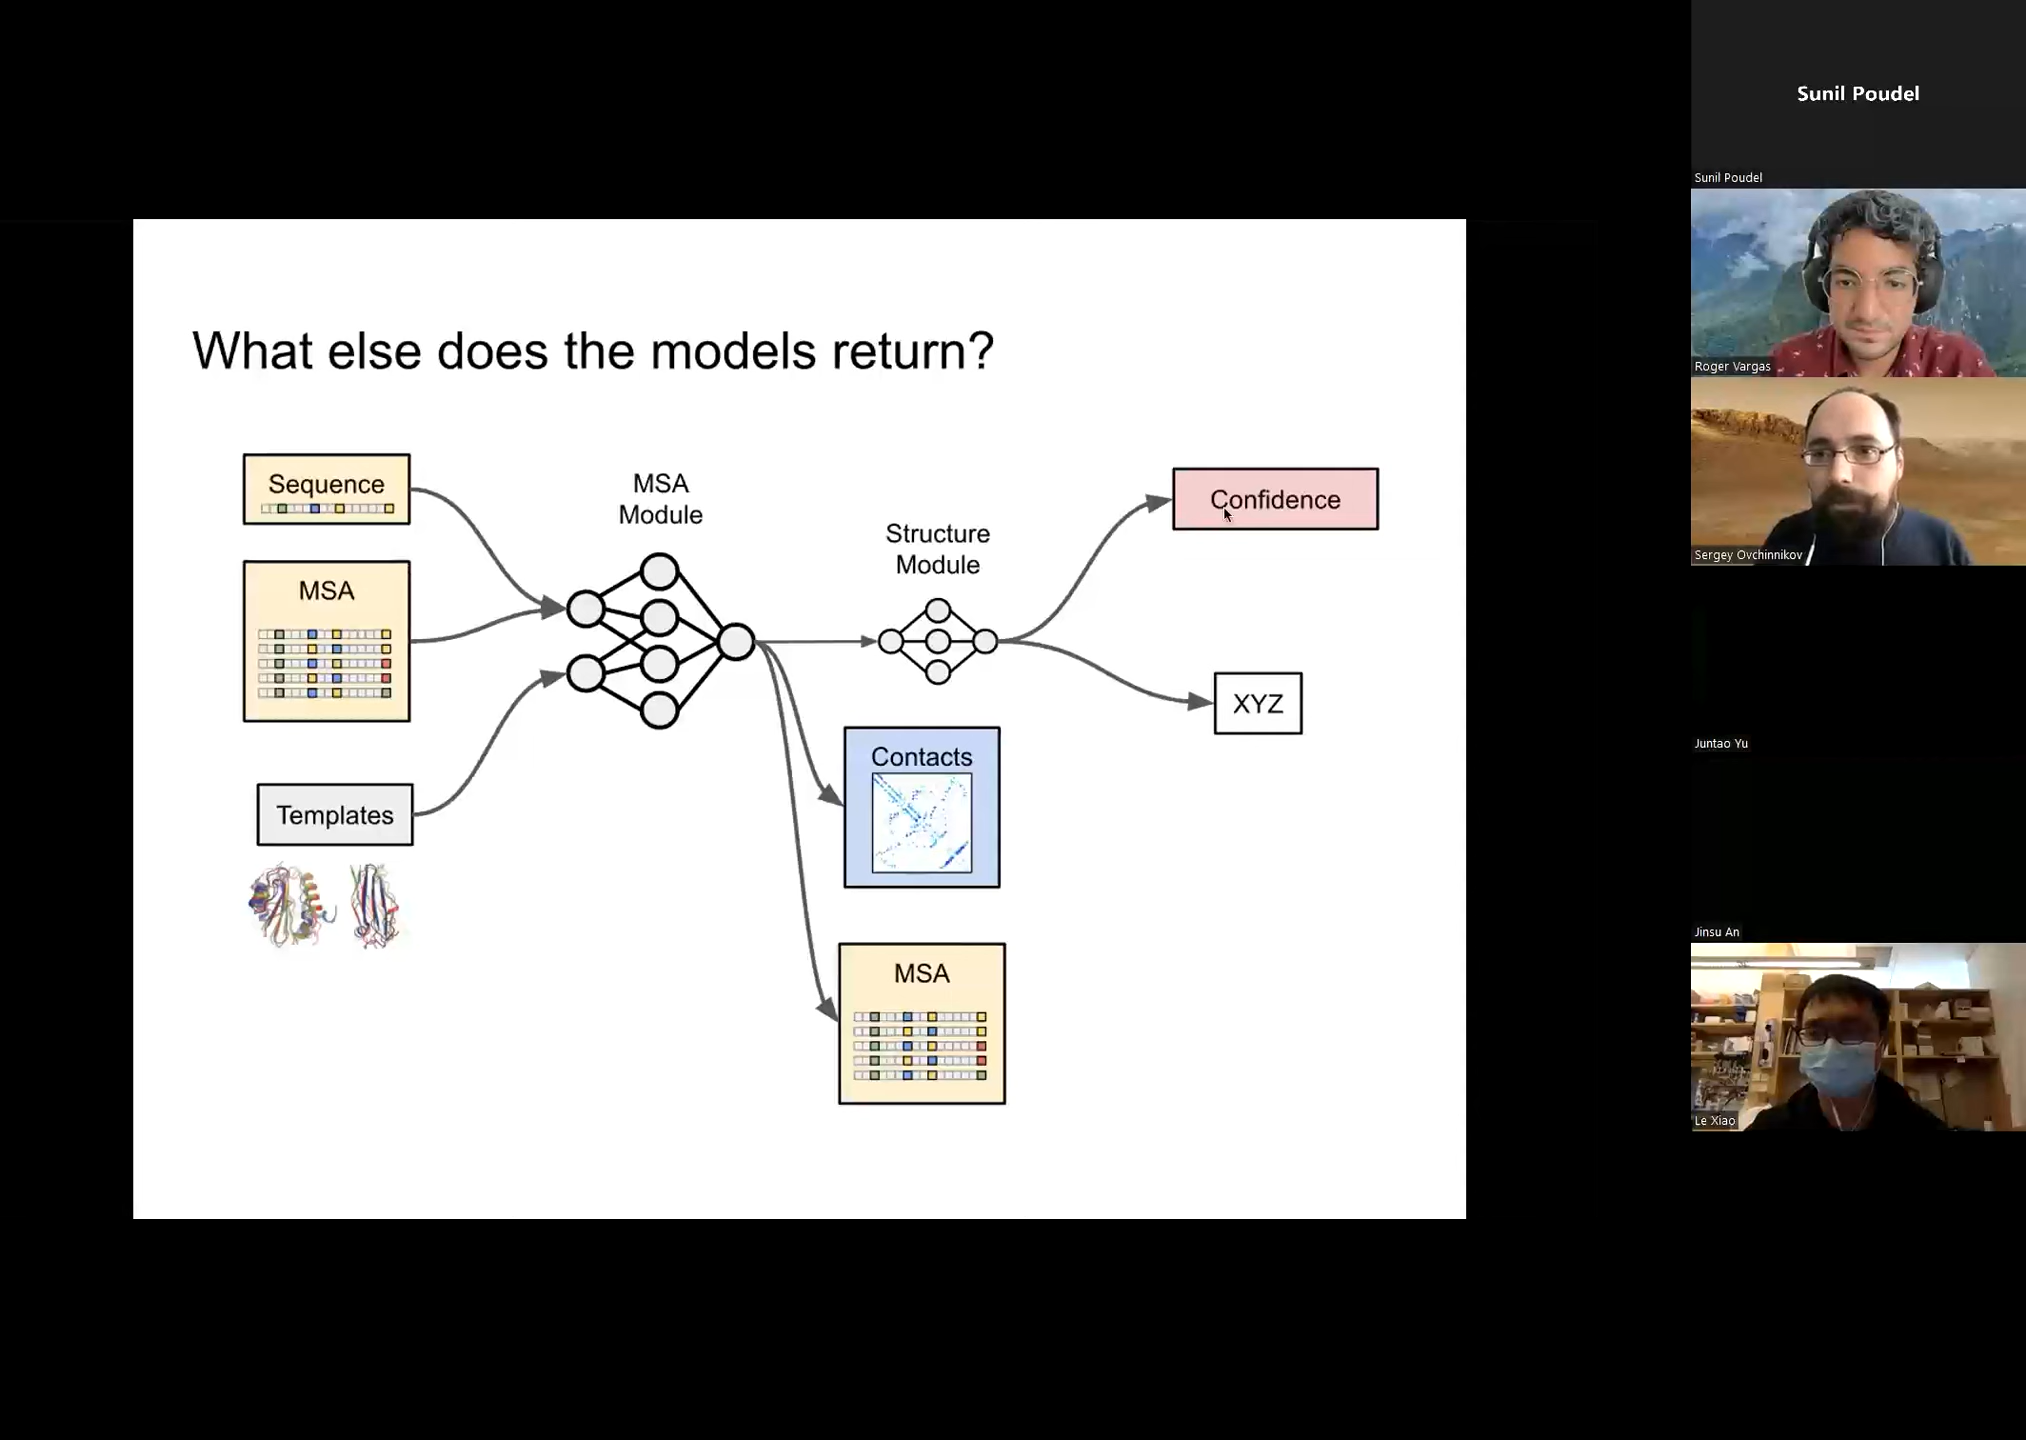 What else does the models return?
Sequence
MSA
Templates
MSA
Module
Structure
Module
Contacts
MSA
Confidence
XYZ
Sunil Poudel
Sunil Poudel
Roger Vargas
Sergey Ovchinnikov
Juntao Yu
Jinsu An
Le Xiao